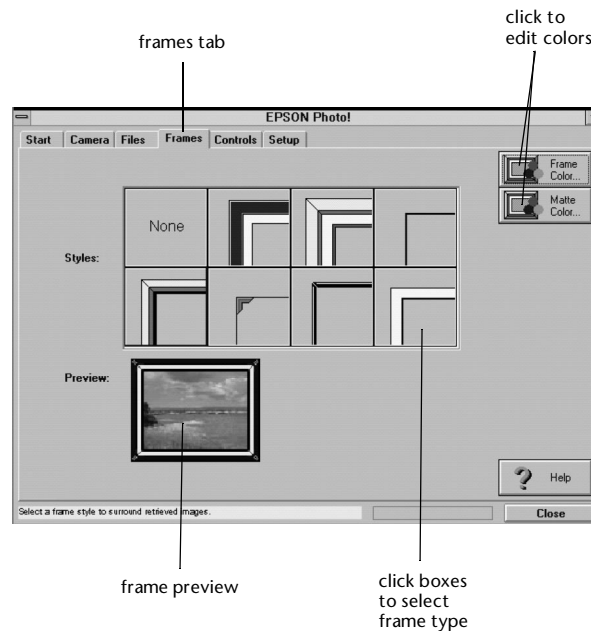 click to
edit colors
frames tab
EPSON Photo!
Start Camera Files Frames Controls Setup
Frame
Color...
Matte
Color...
None
Styles:
Preview:
Help
Select a frame style to surround retrieved images.
Close
frame preview
click boxes
to select
frame type